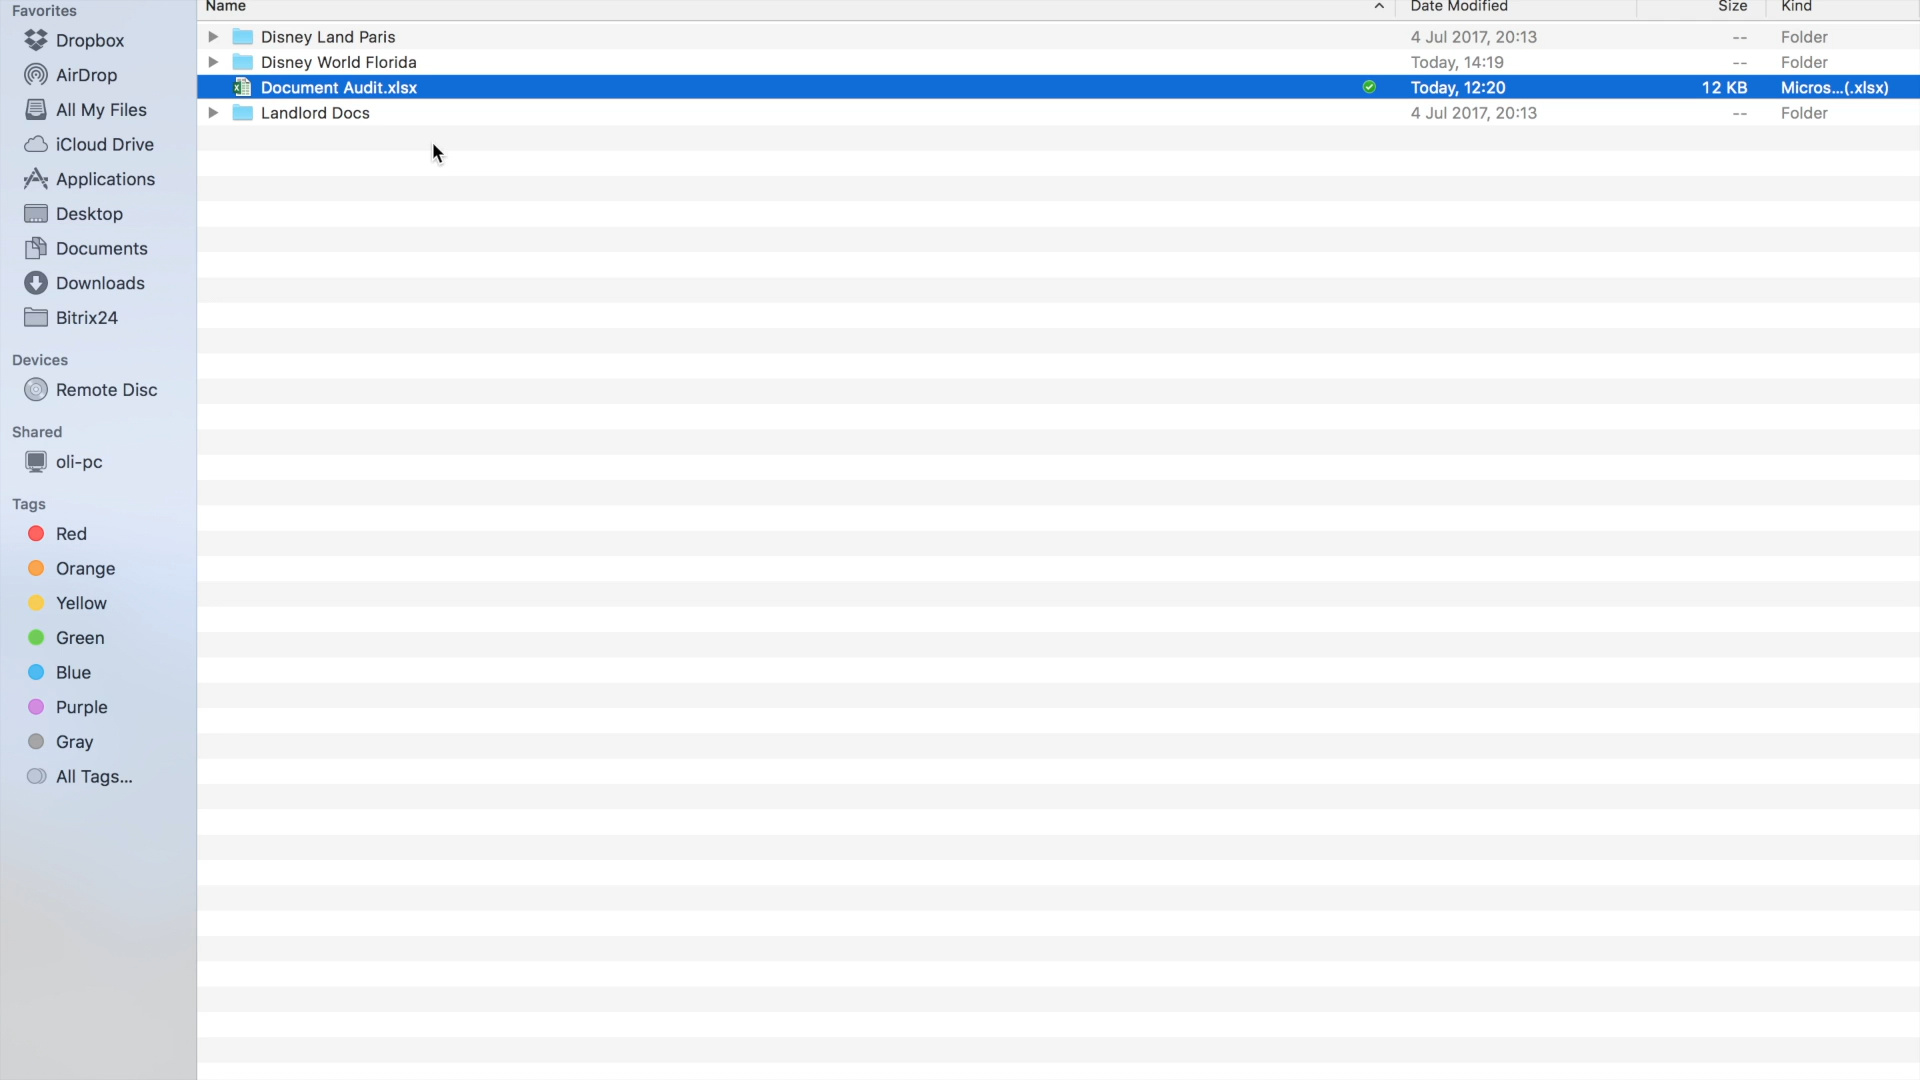 Favorites
Dropbox
AirDrop
All My Files
iCloud Drive
Applications
Desktop
Documents
Downloads
Bitrix24
Devices
Remote Disc
Shared
oli-pc
Tags
Red
Orange
Yellow
Green
Blue
Purple
Gray
All Tags...
Name Date Modified Size Kind
Disney Land Paris 4 Jul 2017, 20:13 -- Folder
Disney World Florida Today, 14:19 -- Folder
Document Audit.xlsx Today, 12:20 12 KB Micros...(.xlsx)
Landlord Docs 4 Jul 2017, 20:13 -- Folder